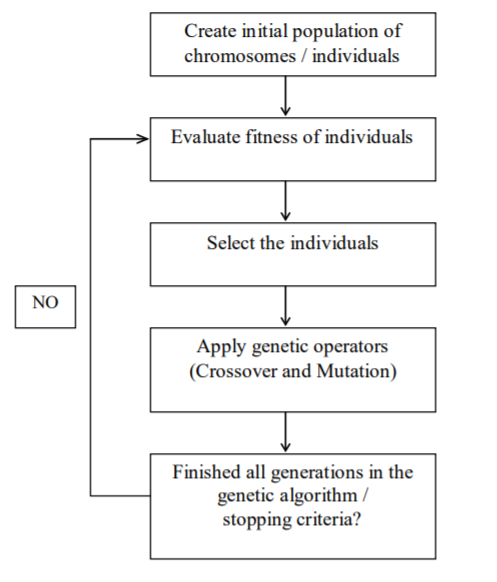 Create initial population of
chromosomes / individuals
Evaluate fitness of individuals
Select the individuals
NO
Apply genetic operators
(Crossover and Mutation)
Finished all generations in the
genetic algorithm /
stopping criteria?